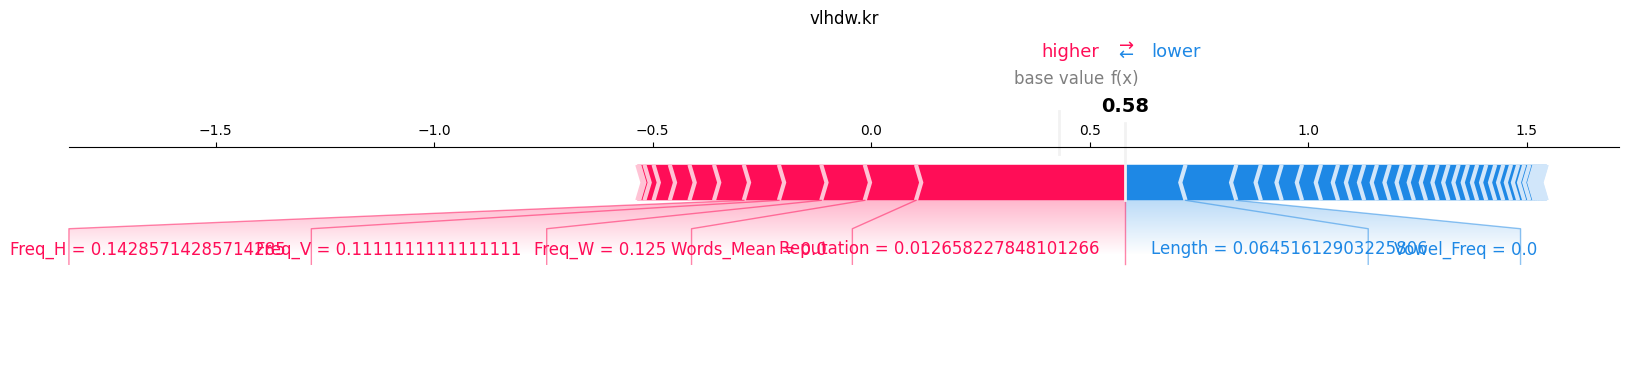 vlhdw.kr
higher → lower
←
base value f(x)
0.58
−1.5 −1.0 −0.5 0.0 0.5 1.0 1.5
Freq_H = 0.14285714285714285 Freq_V = 0.1111111111111111 Freq_W = 0.125 Words_Mean = 0.0 Reputation = 0.012658227848101266 Length = 0.06451612903225806 Vowel_Freq = 0.0